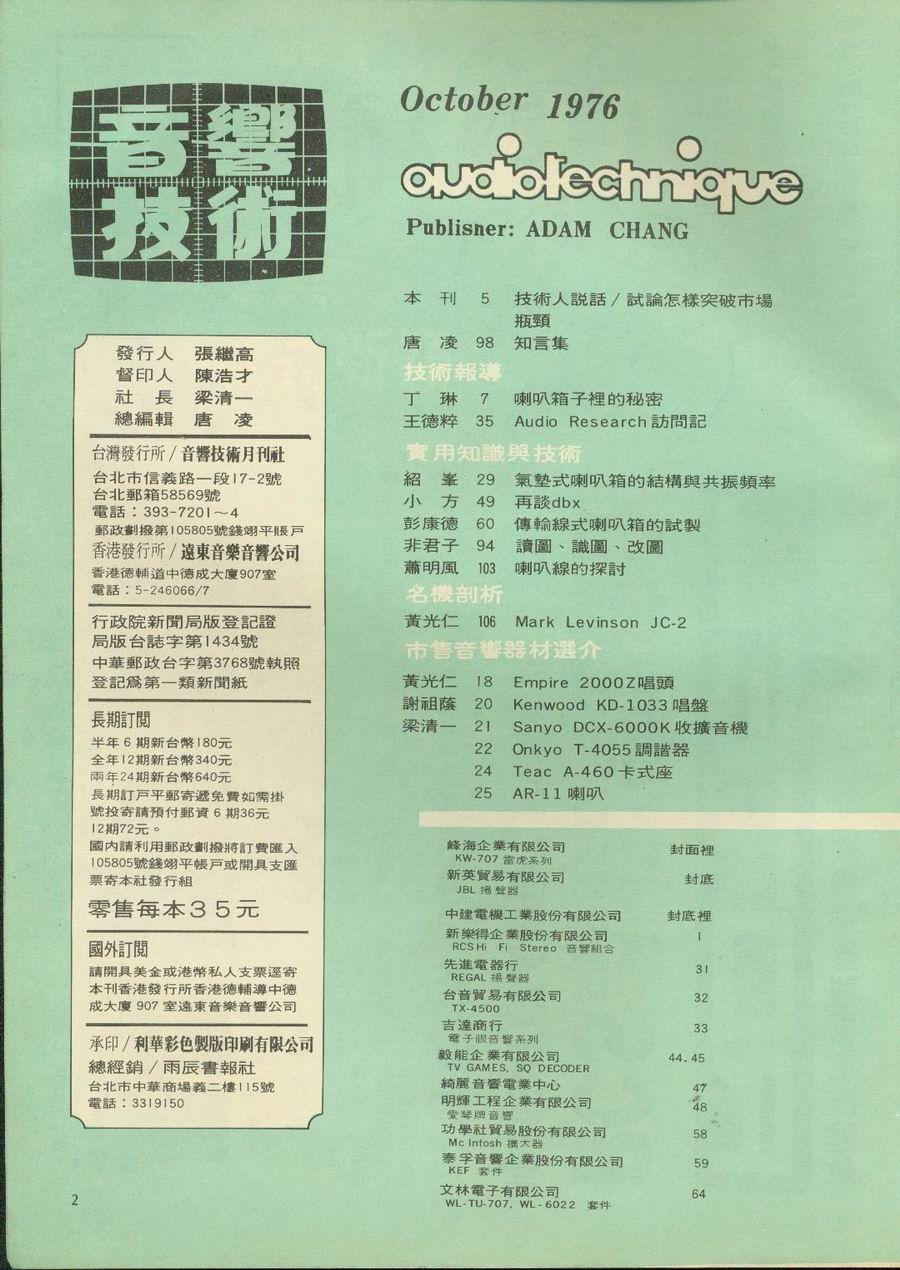 音響
技術
October 1976
audiotechnique
Publisner: ADAM CHANG
發行人 張繼高
督印人 陳浩才
社 長 梁清一
總編輯 唐 凌
台灣發行所/音響技術月刊社
台北市信義路一段17-2號
台北郵箱58569號
電話：393-7201～4
郵政劃撥第105805號錢翊平賬戶
香港發行所/遠東音樂音響公司
香港德輔道中德成大廈907室
電話：5-246066/7
行政院新聞局版登記證
局版台誌字第1434號
中華郵政台字第3768號執照
登記爲第一類新聞紙
長期訂閱
半年6期新台幣180元
全年12期新台幣340元
兩年24期新台幣640元
長期訂戶平郵寄遞免費如需掛
號投寄請預付郵資6期36元
12期72元。
國内請利用郵政劃撥將訂費匯入
105805號錢翊平帳戶或開具支匯
票寄本社發行組
零售每本35元
國外訂閱
請開具美金或港幣私人支票逕寄
本刊香港發行所香港德輔導中德
成大廈 907 室遠東音樂音響公司
承印/利華彩色製版印刷有限公司
總經銷/雨辰書報社
台北市中華商場義二樓115號
電話：3319150
本 刊 5 技術人説話/試論怎樣突破市場
瓶頸
唐 凌 98 知言集
技術報導
丁 琳 7 喇叭箱子裡的秘密
王德粹 35 Audio Research訪問記
實用知識與技術
紹 峯 29 氣墊式喇叭箱的結構與共振頻率
小 方 49 再談dbx
彭康德 60 傳輸線式喇叭箱的試製
非君子 94 讀圖、識圖、改圖
蕭明風 103 喇叭線的探討
名機剖析
黃光仁 106 Mark Levinson JC-2
市售音響器材選介
黃光仁 18 Empire 2000Z唱頭
謝祖蔭 20 Kenwood KD-1033唱盤
梁清一 21 Sanyo DCX-6000K收擴音機
22 Onkyo T-4055調諧器
24 Teac A-460卡式座
25 AR-11喇叭
峰海企業有限公司 封面裡
KW-707 雷虎系列
新英貿易有限公司 封底
JBL 揚聲器
中建電機工業股份有限公司 封底裡
新樂得企業股份有限公司 1
RCS Hi Fi Stereo 音響組合
先進電器行 31
REGAL 揚聲器
台音貿易有限公司 32
TX-4500
吉達商行 33
電子眼音響系列
毅能企業有限公司 44.45
TV GAMES, SQ DECODER
綺麗音響電業中心 47
明輝工程企業有限公司 48
愛琴牌音響
功學社貿易股份有限公司 58
Mc Intosh 擴大器
泰孚音響企業股份有限公司 59
KEF 套件
文林電子有限公司 64
WL-TU-707, WL-6022 套件
2